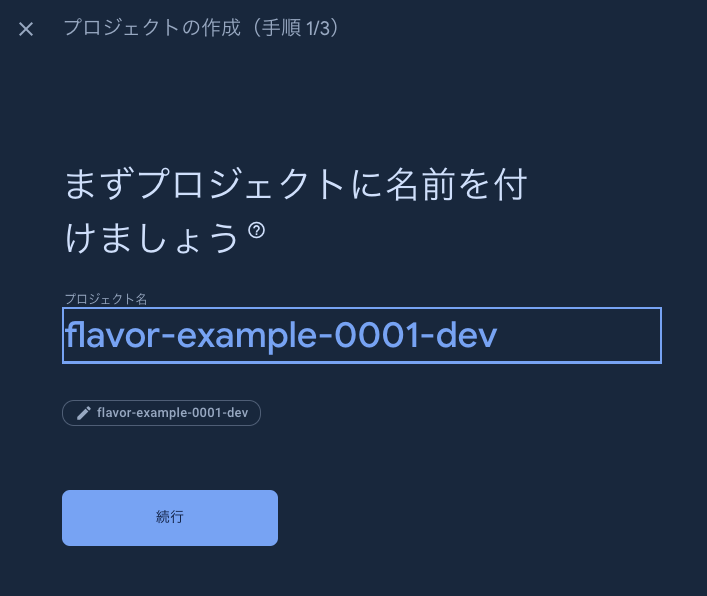 プロジェクトの作成（手順 1/3）
まずプロジェクトに名前を付
けましょう
プロジェクト名
flavor-example-0001-dev
flavor-example-0001-dev
続行